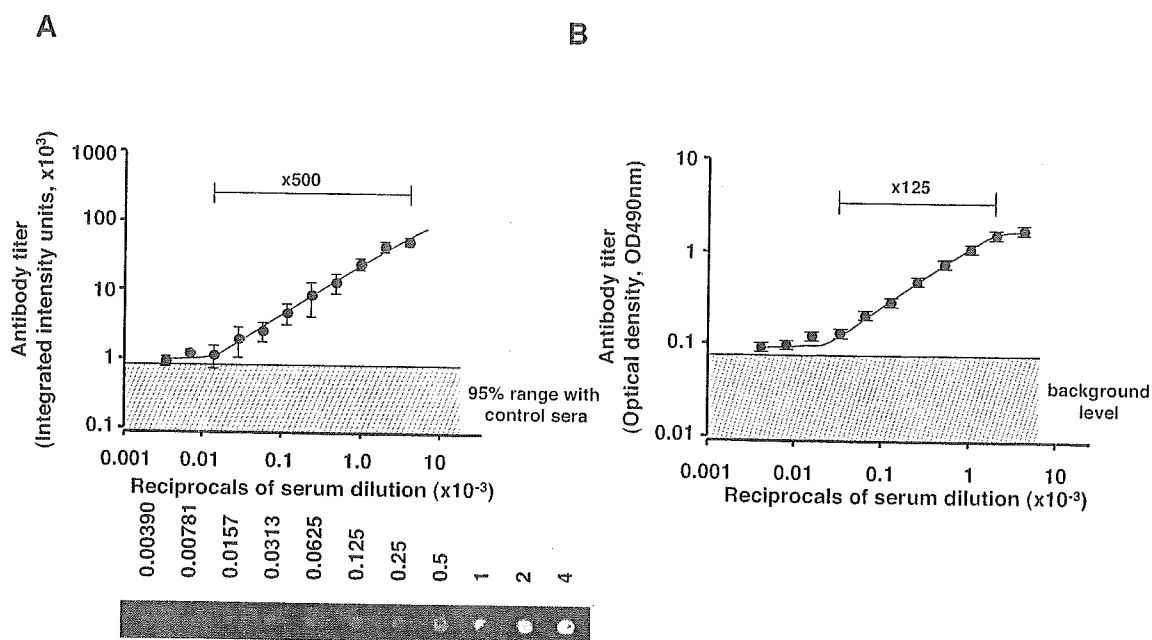 A
B
Antibody titer
(Integrated intensity units, x10³)
1000
100
10
1
0.1
x500
95% range with
control sera
0.001
0.01
0.1
1.0
10
Reciprocals of serum dilution (x10⁻³)
0.00390
0.00781
0.0157
0.0313
0.0625
0.125
0.25
0.5
1
2
4
Antibody titer
(Optical density, OD490nm)
10
1
0.1
0.01
x125
background
level
0.001
0.01
0.1
1
10
Reciprocals of serum dilution (x10⁻³)